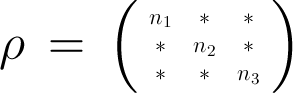 ρ = ( n₁ * * 
* n₂ * 
* * n₃ )